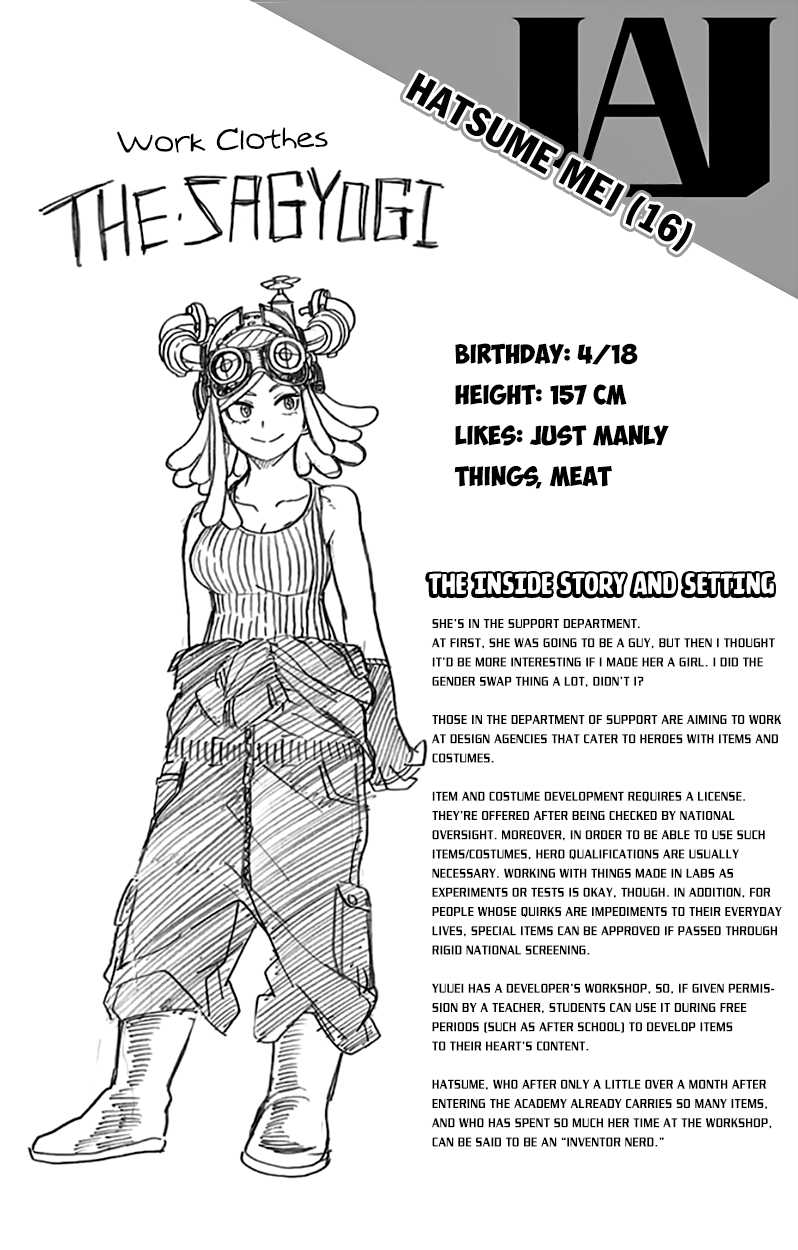 UA
HATSUME MEI (16)
Work Clothes
THE·SAGYOGI
BIRTHDAY: 4/18
HEIGHT: 157 CM
LIKES: JUST MANLY
THINGS, MEAT
THE INSIDE STORY AND SETTING
SHE'S IN THE SUPPORT DEPARTMENT.
AT FIRST, SHE WAS GOING TO BE A GUY, BUT THEN I THOUGHT
IT'D BE MORE INTERESTING IF I MADE HER A GIRL. I DID THE
GENDER SWAP THING A LOT, DIDN'T I?
THOSE IN THE DEPARTMENT OF SUPPORT ARE AIMING TO WORK
AT DESIGN AGENCIES THAT CATER TO HEROES WITH ITEMS AND
COSTUMES.
ITEM AND COSTUME DEVELOPMENT REQUIRES A LICENSE.
THEY'RE OFFERED AFTER BEING CHECKED BY NATIONAL
OVERSIGHT. MOREOVER, IN ORDER TO BE ABLE TO USE SUCH
ITEMS/COSTUMES, HERO QUALIFICATIONS ARE USUALLY
NECESSARY. WORKING WITH THINGS MADE IN LABS AS
EXPERIMENTS OR TESTS IS OKAY, THOUGH. IN ADDITION, FOR
PEOPLE WHOSE QUIRKS ARE IMPEDIMENTS TO THEIR EVERYDAY
LIVES, SPECIAL ITEMS CAN BE APPROVED IF PASSED THROUGH
RIGID NATIONAL SCREENING.
YUUEI HAS A DEVELOPER'S WORKSHOP, SO, IF GIVEN PERMIS-
SION BY A TEACHER, STUDENTS CAN USE IT DURING FREE
PERIODS (SUCH AS AFTER SCHOOL) TO DEVELOP ITEMS
TO THEIR HEART'S CONTENT.
HATSUME, WHO AFTER ONLY A LITTLE OVER A MONTH AFTER
ENTERING THE ACADEMY ALREADY CARRIES SO MANY ITEMS,
AND WHO HAS SPENT SO MUCH HER TIME AT THE WORKSHOP,
CAN BE SAID TO BE AN "INVENTOR NERD."